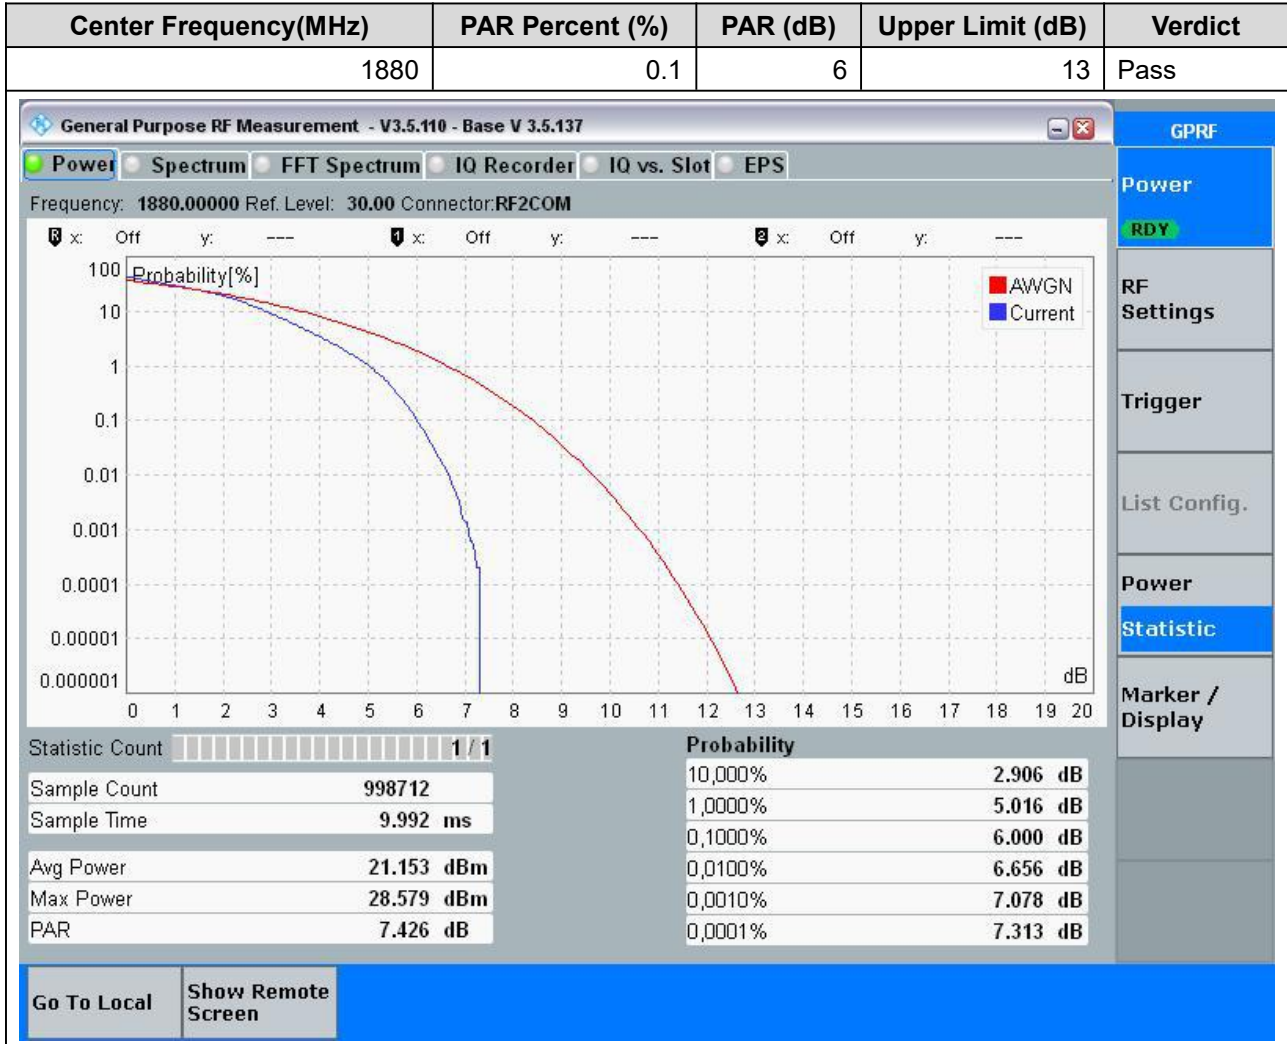 Center Frequency(MHz) PAR Percent (%) PAR (dB) Upper Limit (dB) Verdict
1880 0.1 6 13 Pass
General Purpose RF Measurement - V3.5.110 - Base V 3.5.137
GPRF
Power Spectrum FFT Spectrum IQ Recorder IQ vs. Slot EPS
Power
RDY
Frequency: 1880.00000 Ref. Level: 30.00 Connector:RF2COM
R x: Off y: --- 1 x: Off y: --- 2 x: Off y: ---
Probability[%]
AWGN
Current
100
10
1
0.1
0.01
0.001
0.0001
0.00001
0.000001
dB
0 1 2 3 4 5 6 7 8 9 10 11 12 13 14 15 16 17 18 19 20
RF
Settings
Trigger
List Config.
Power
Statistic
Marker /
Display
Statistic Count 1 / 1
Sample Count 998712
Sample Time 9.992 ms
Avg Power 21.153 dBm
Max Power 28.579 dBm
PAR 7.426 dB
Probability
10,000% 2.906 dB
1,0000% 5.016 dB
0,1000% 6.000 dB
0,0100% 6.656 dB
0,0010% 7.078 dB
0,0001% 7.313 dB
Go To Local
Show Remote
Screen